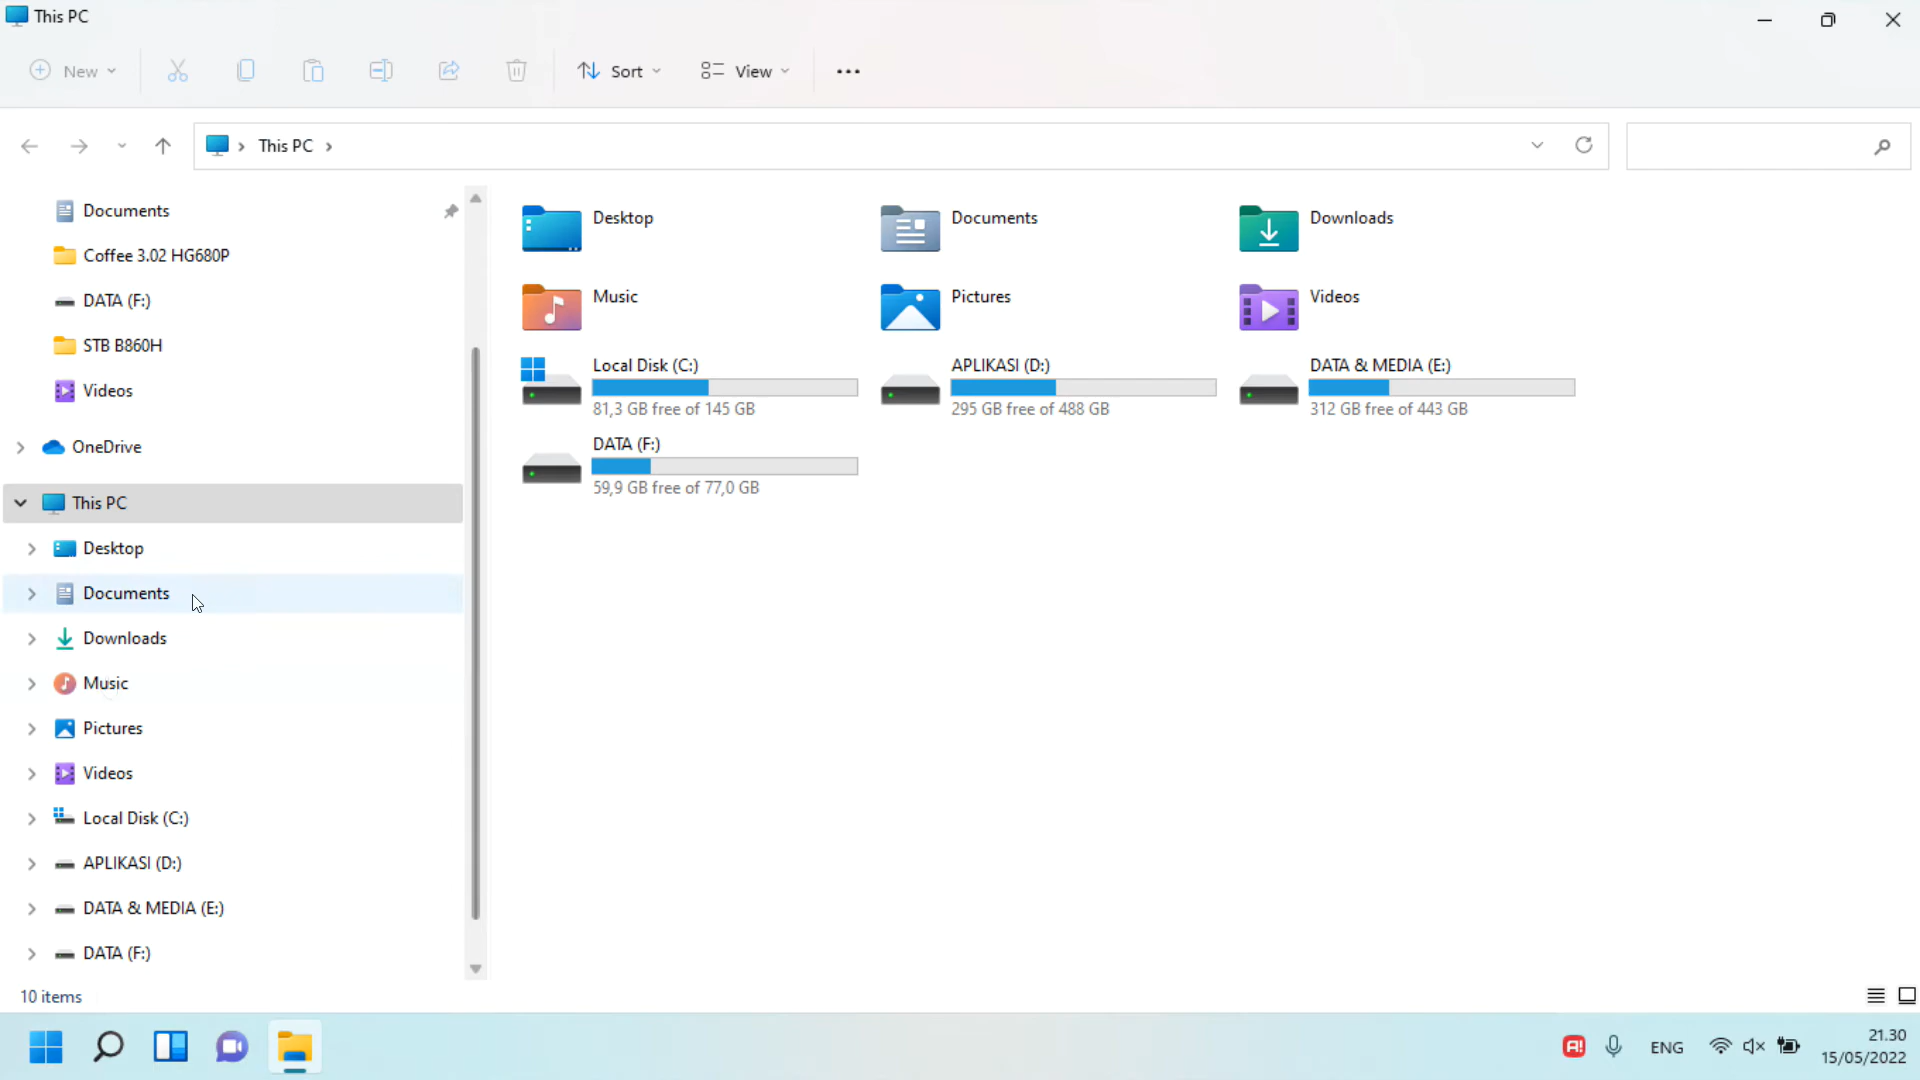 This PC
New
Sort
View
This PC
Documents
Coffee 3.02 HG680P
DATA (F:)
STB B860H
Videos
OneDrive
This PC
Desktop
Documents
Downloads
Music
Pictures
Videos
Local Disk (C:)
APLIKASI (D:)
DATA & MEDIA (E:)
DATA (F:)
Desktop
Documents
Downloads
Music
Pictures
Videos
Local Disk (C:)
81,3 GB free of 145 GB
APLIKASI (D:)
295 GB free of 488 GB
DATA & MEDIA (E:)
312 GB free of 443 GB
DATA (F:)
59,9 GB free of 77,0 GB
10 items
A!
ENG
21.30
15/05/2022